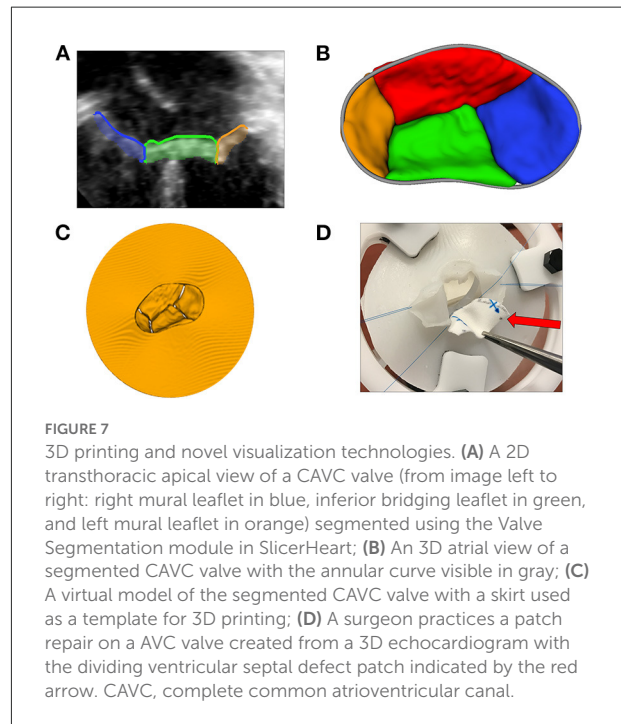 A
B
C
D
FIGURE 7
3D printing and novel visualization technologies. (A) A 2D
transthoracic apical view of a CAVC valve (from image left to
right: right mural leaflet in blue, inferior bridging leaflet in green,
and left mural leaflet in orange) segmented using the Valve
Segmentation module in SlicerHeart; (B) An 3D atrial view of a
segmented CAVC valve with the annular curve visible in gray; (C)
A virtual model of the segmented CAVC valve with a skirt used
as a template for 3D printing; (D) A surgeon practices a patch
repair on a AVC valve created from a 3D echocardiogram with
the dividing ventricular septal defect patch indicated by the red
arrow. CAVC, complete common atrioventricular canal.